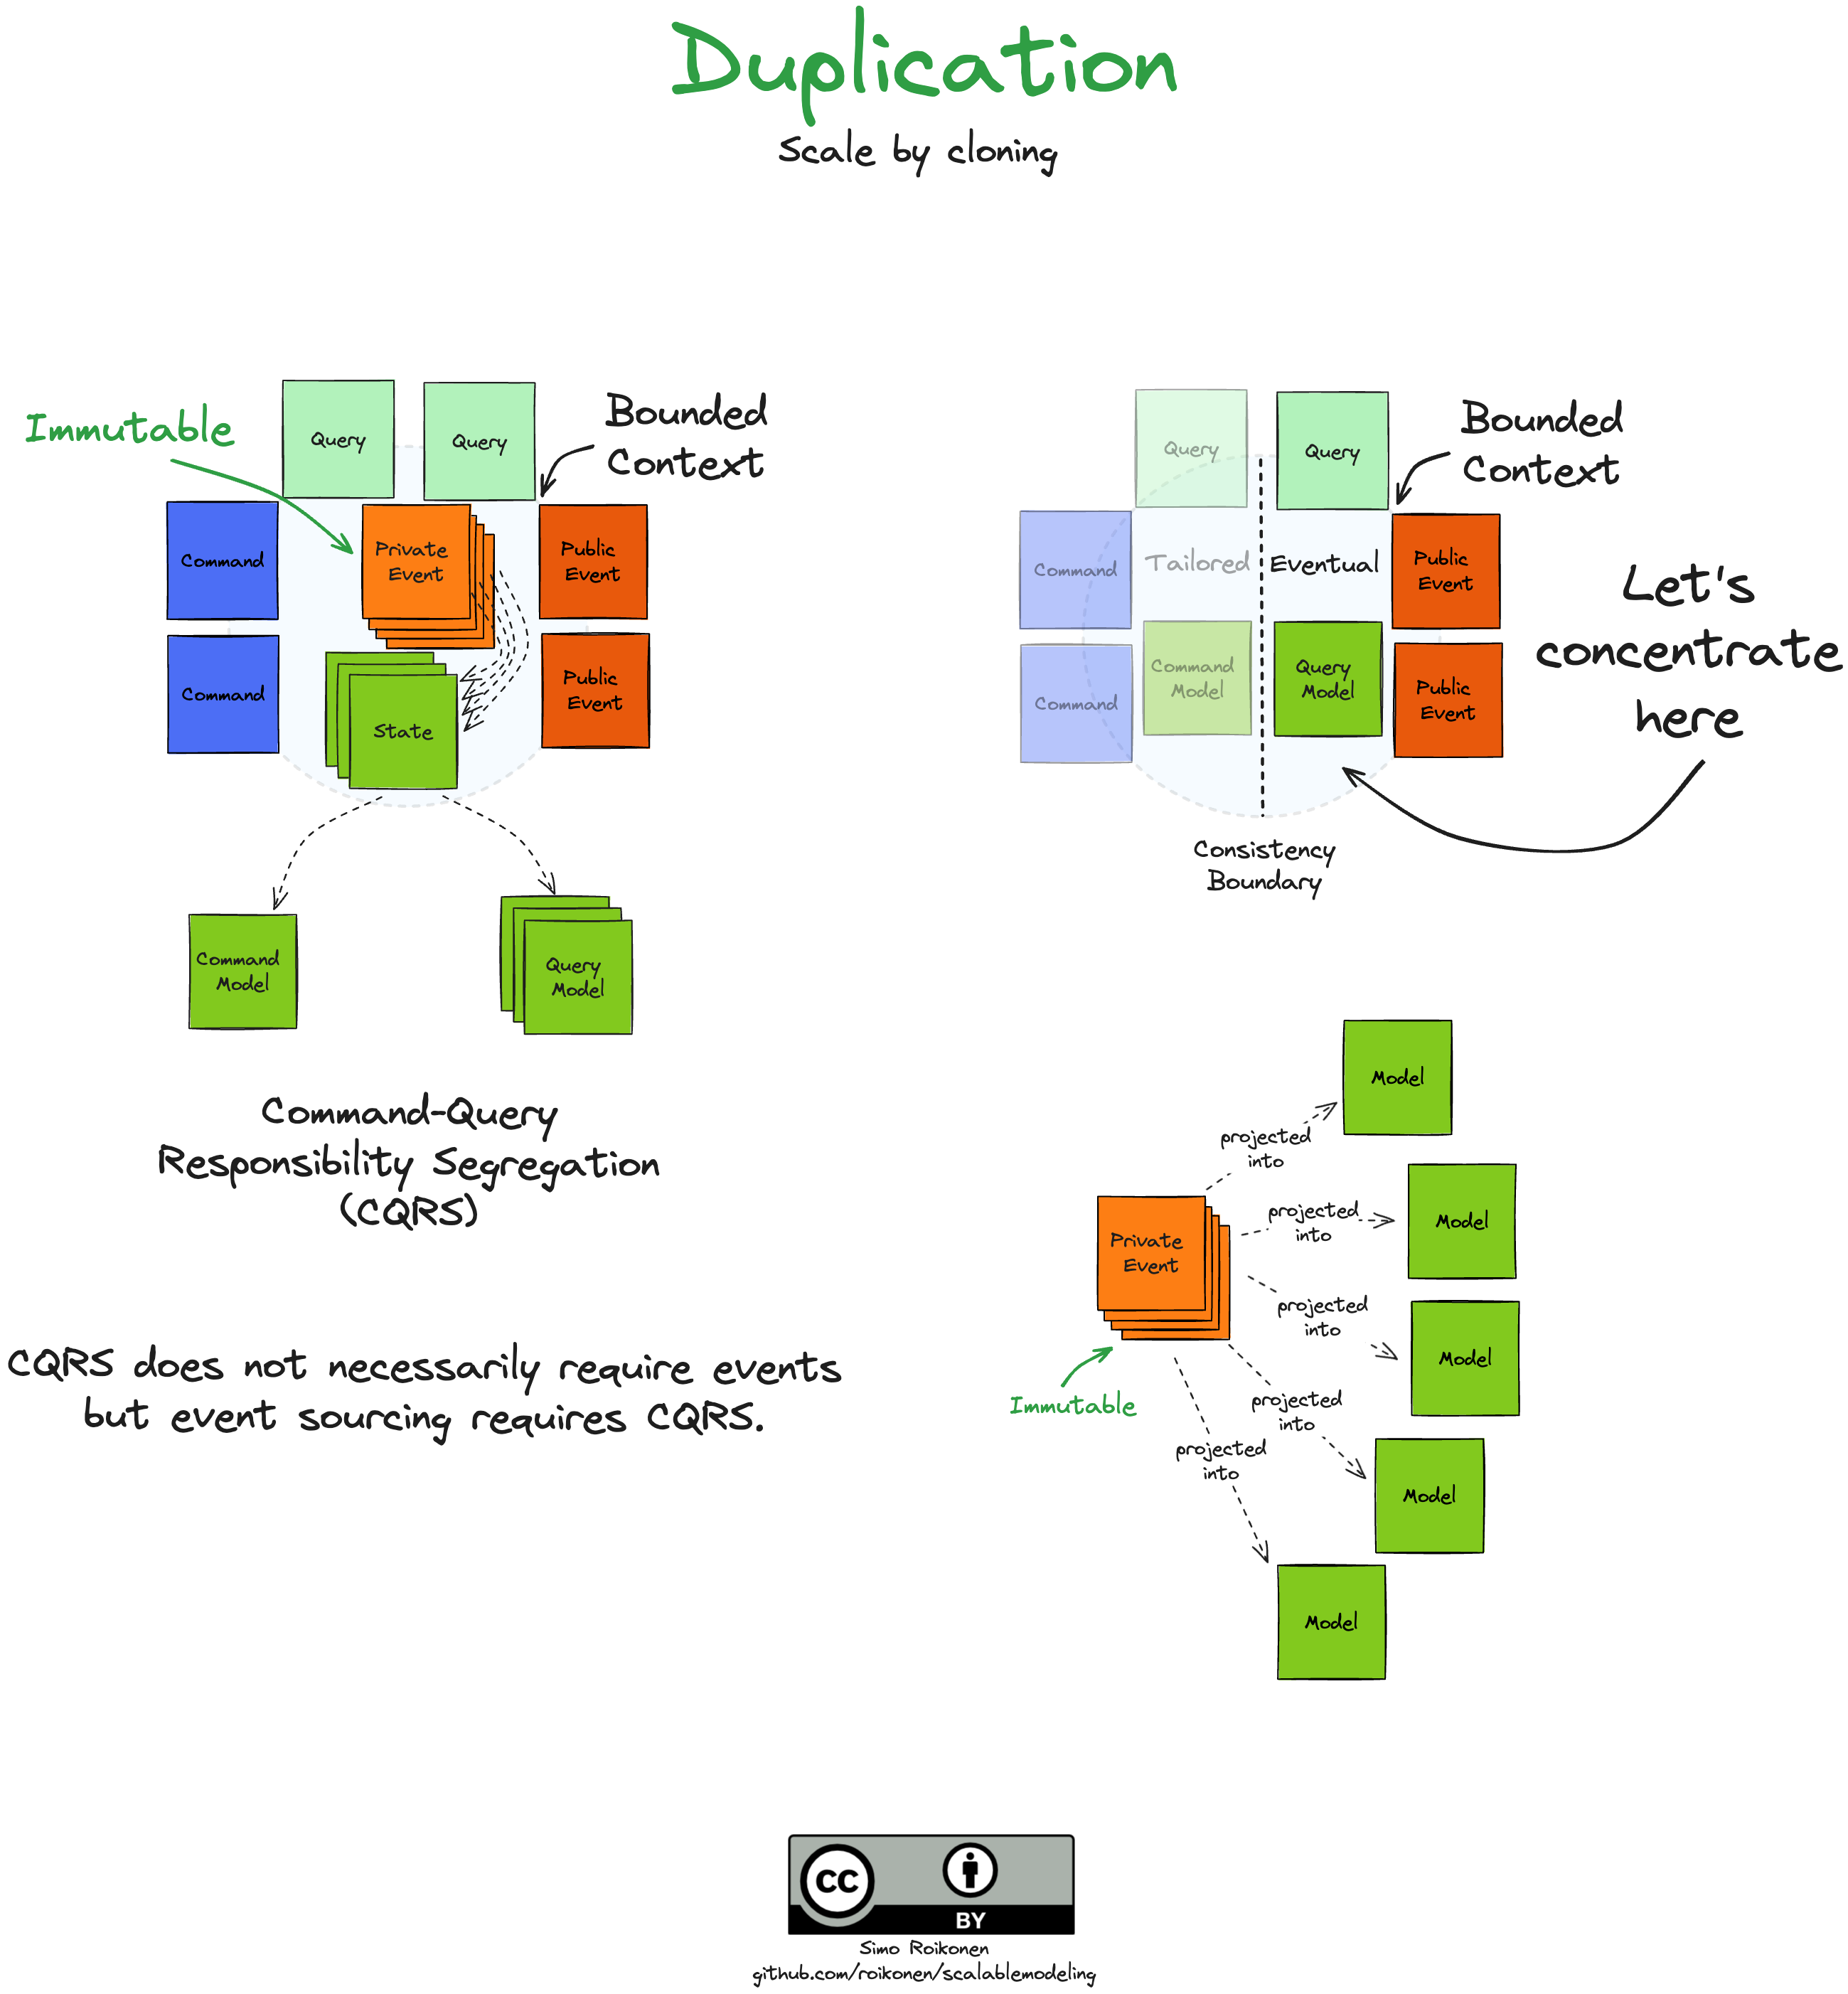 Duplication
Scale by cloning
Immutable
Query
Query
Bounded
Context
Command
Private
Event
Public
Event
Command
State
Public
Event
Command
Model
Query
Model
Command-Query
Responsibility Segregation
(CQRS)
CQRS does not necessarily require events
but event sourcing requires CQRS.
Query
Query
Bounded
Context
Command
Tailored
Eventual
Public
Event
Command
Command
Model
Query
Model
Public
Event
Let's
concentrate
here
Consistency
Boundary
Private
Event
Immutable
projected
into
Model
projected
into
Model
projected
into
Model
projected
into
Model
projected
into
Model
CC
BY
Simo Roikonen
github.com/roikonen/scalablemodeling